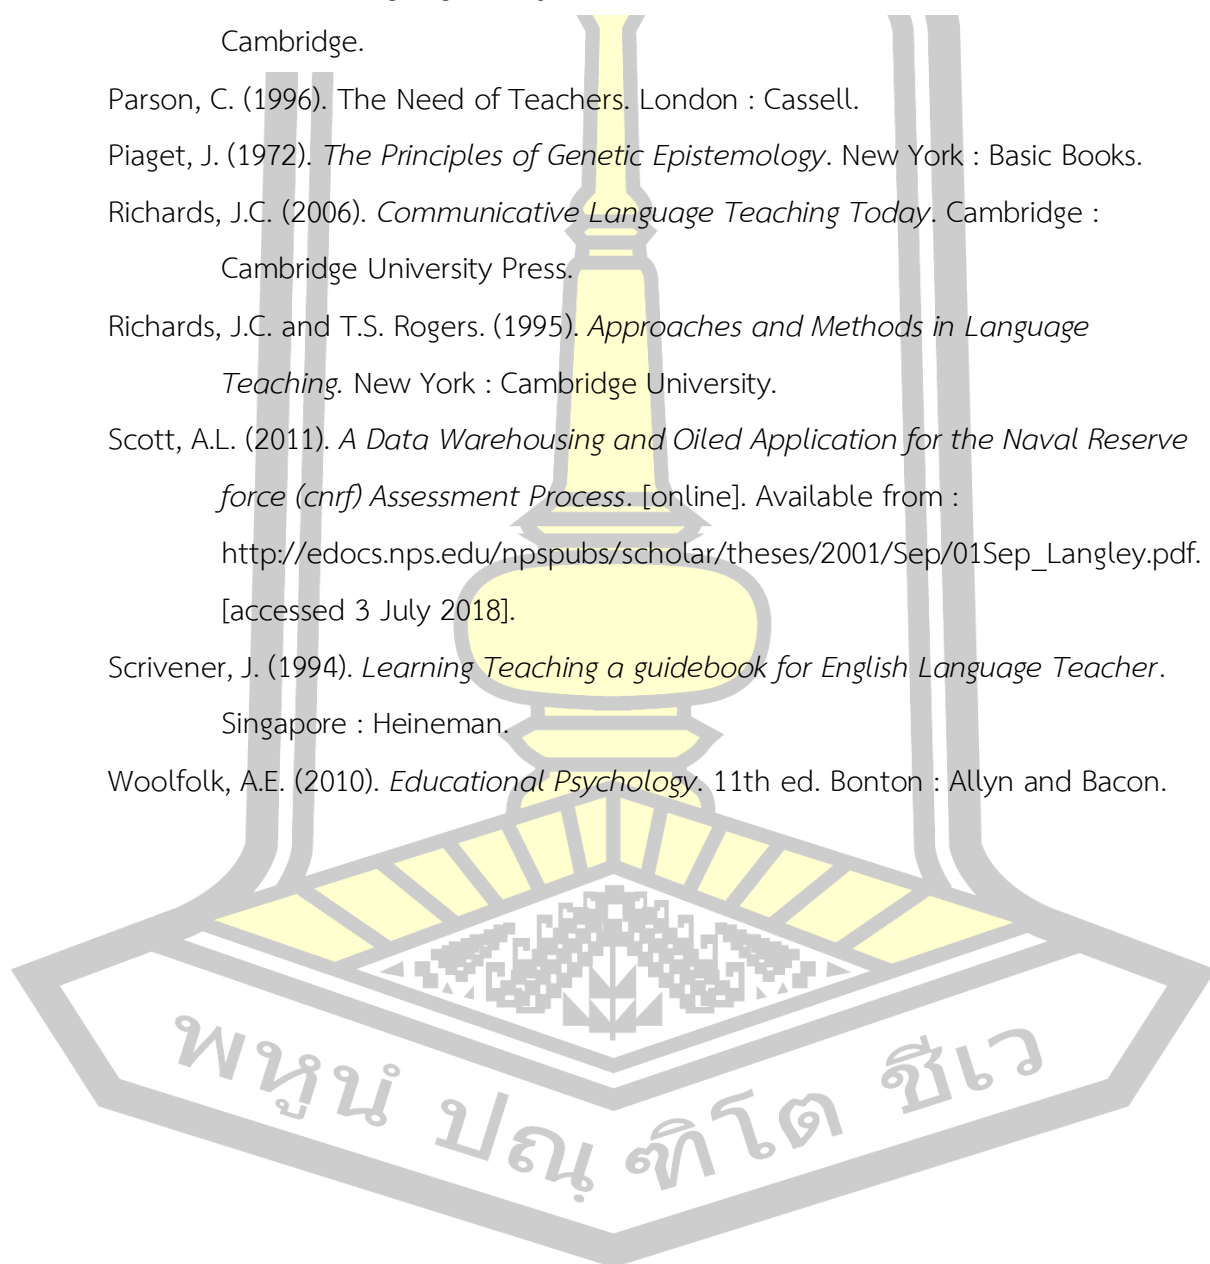 Cambridge.
Parson, C. (1996). The Need of Teachers. London : Cassell.
Piaget, J. (1972). The Principles of Genetic Epistemology. New York : Basic Books.
Richards, J.C. (2006). Communicative Language Teaching Today. Cambridge :
Cambridge University Press.
Richards, J.C. and T.S. Rogers. (1995). Approaches and Methods in Language
Teaching. New York : Cambridge University.
Scott, A.L. (2011). A Data Warehousing and Oiled Application for the Naval Reserve
force (cnrf) Assessment Process. [online]. Available from :
http://edocs.nps.edu/npspubs/scholar/theses/2001/Sep/01Sep_Langley.pdf.
[accessed 3 July 2018].
Scrivener, J. (1994). Learning Teaching a guidebook for English Language Teacher.
Singapore : Heineman.
Woolfolk, A.E. (2010). Educational Psychology. 11th ed. Bonton : Allyn and Bacon.
พหูนํ ปณฺฑิโต ชีเว